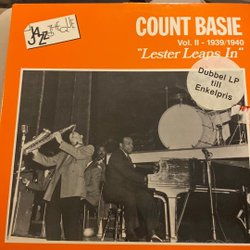 JAZZ
COUNT BASIE
Vol. II - 1939/1940
"Lester Leaps In"
Dubbel LP
till
Enkelpris